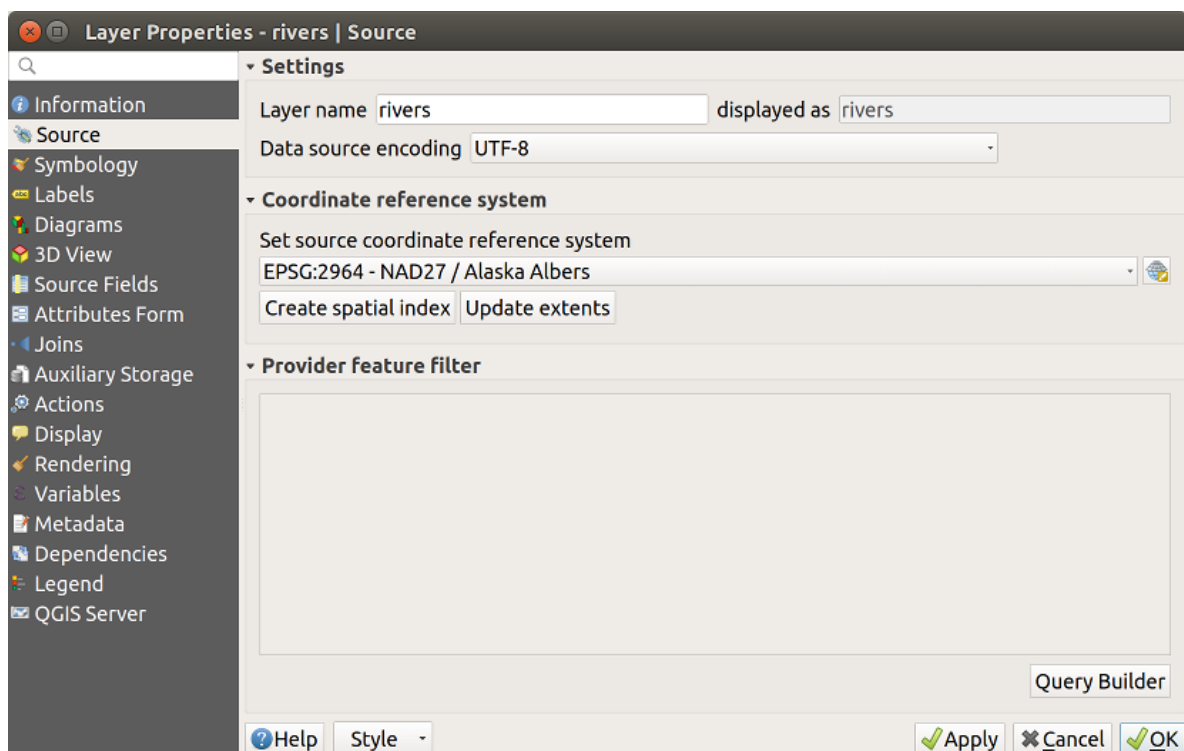 Layer Properties - rivers | Source
Information
Source
Symbology
Labels
Diagrams
3D View
Source Fields
Attributes Form
Joins
Auxiliary Storage
Actions
Display
Rendering
Variables
Metadata
Dependencies
Legend
QGIS Server
Settings
Layer name rivers displayed as rivers
Data source encoding UTF-8
Coordinate reference system
Set source coordinate reference system
EPSG:2964 - NAD27 / Alaska Albers
Create spatial index Update extents
Provider feature filter
Query Builder
Help Style Apply Cancel OK